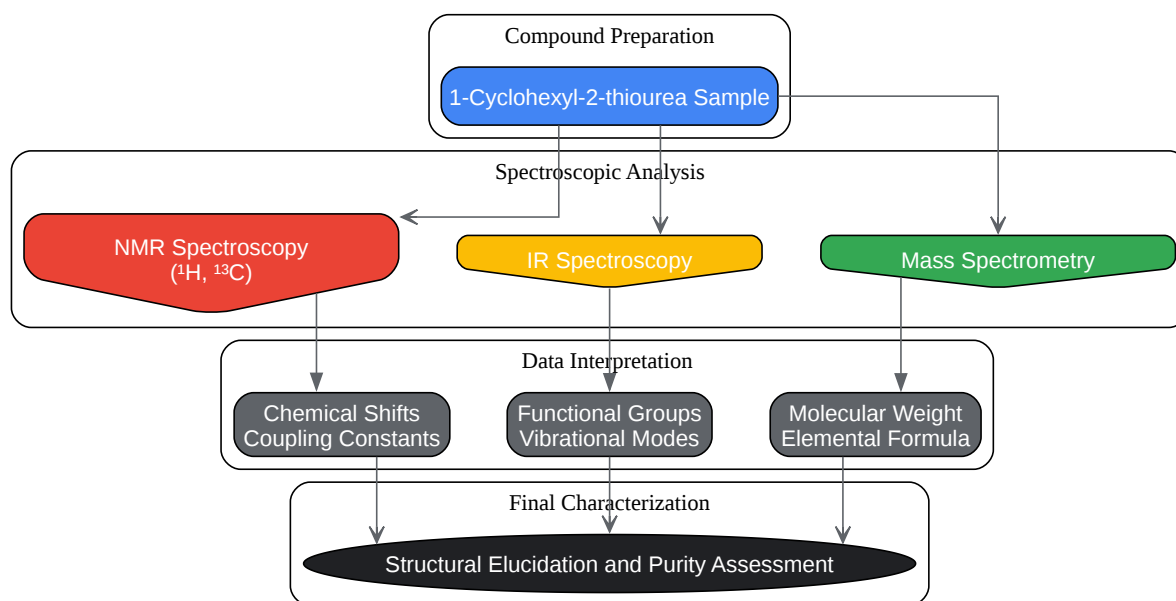 Compound Preparation
1-Cyclohexyl-2-thiourea Sample
Spectroscopic Analysis
NMR Spectroscopy
(¹H, ¹³C)
IR Spectroscopy
Mass Spectrometry
Data Interpretation
Chemical Shifts
Coupling Constants
Functional Groups
Vibrational Modes
Molecular Weight
Elemental Formula
Final Characterization
Structural Elucidation and Purity Assessment